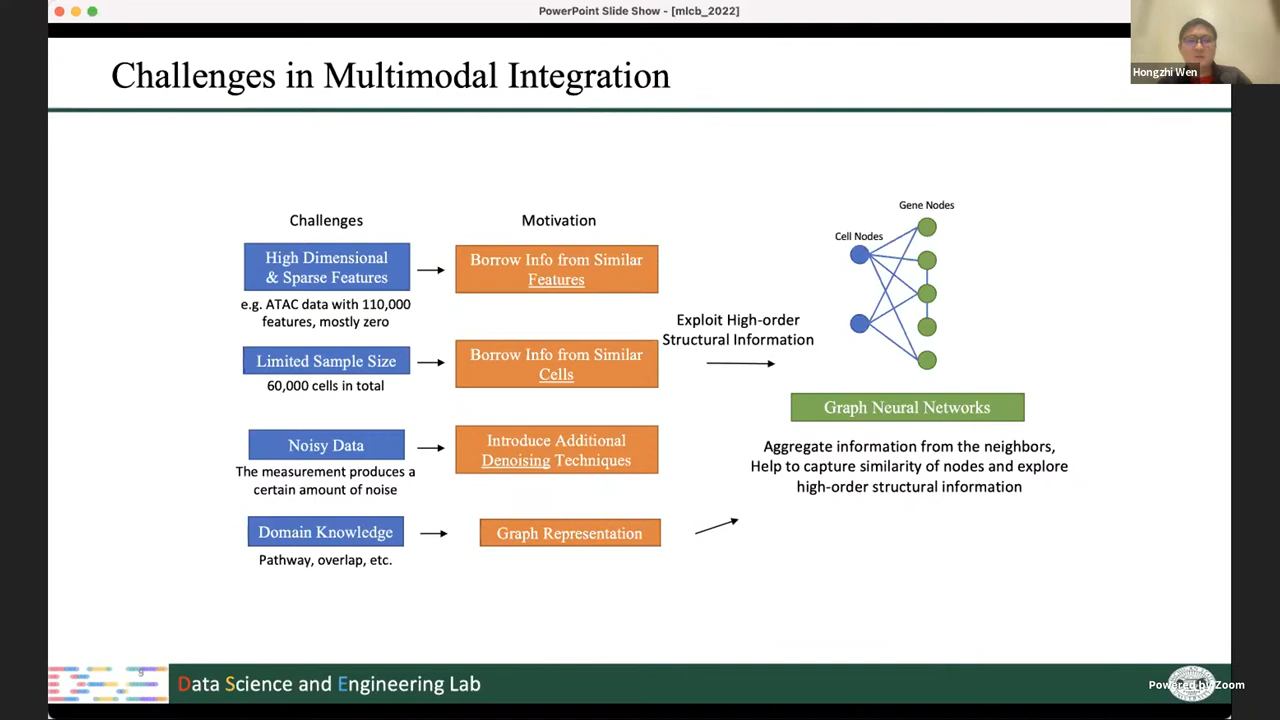 PowerPoint Slide Show - [mlcb_2022]
Hongzhi Wen
Challenges in Multimodal Integration
Challenges
High Dimensional
& Sparse Features
e.g. ATAC data with 110,000
features, mostly zero
Limited Sample Size
60,000 cells in total
Noisy Data
The measurement produces a
certain amount of noise
Domain Knowledge
Pathway, overlap, etc.
Motivation
Borrow Info from Similar
Features
Borrow Info from Similar
Cells
Introduce Additional
Denoising Techniques
Graph Representation
Exploit High-order
Structural Information
Gene Nodes
Cell Nodes
Graph Neural Networks
Aggregate information from the neighbors,
Help to capture similarity of nodes and explore
high-order structural information
9
Data Science and Engineering Lab
Powered by Zoom